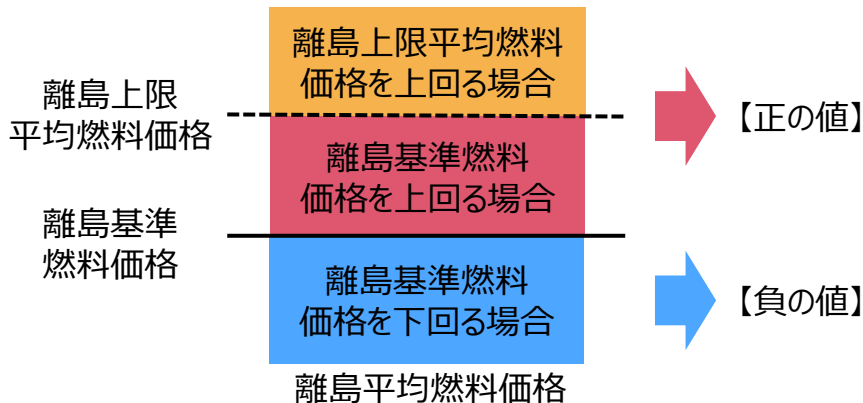 離島上限平均燃料
価格を上回る場合
離島上限
平均燃料価格
【正の値】
離島基準燃料
価格を上回る場合
離島基準
燃料価格
離島基準燃料
価格を下回る場合
【負の値】
離島平均燃料価格